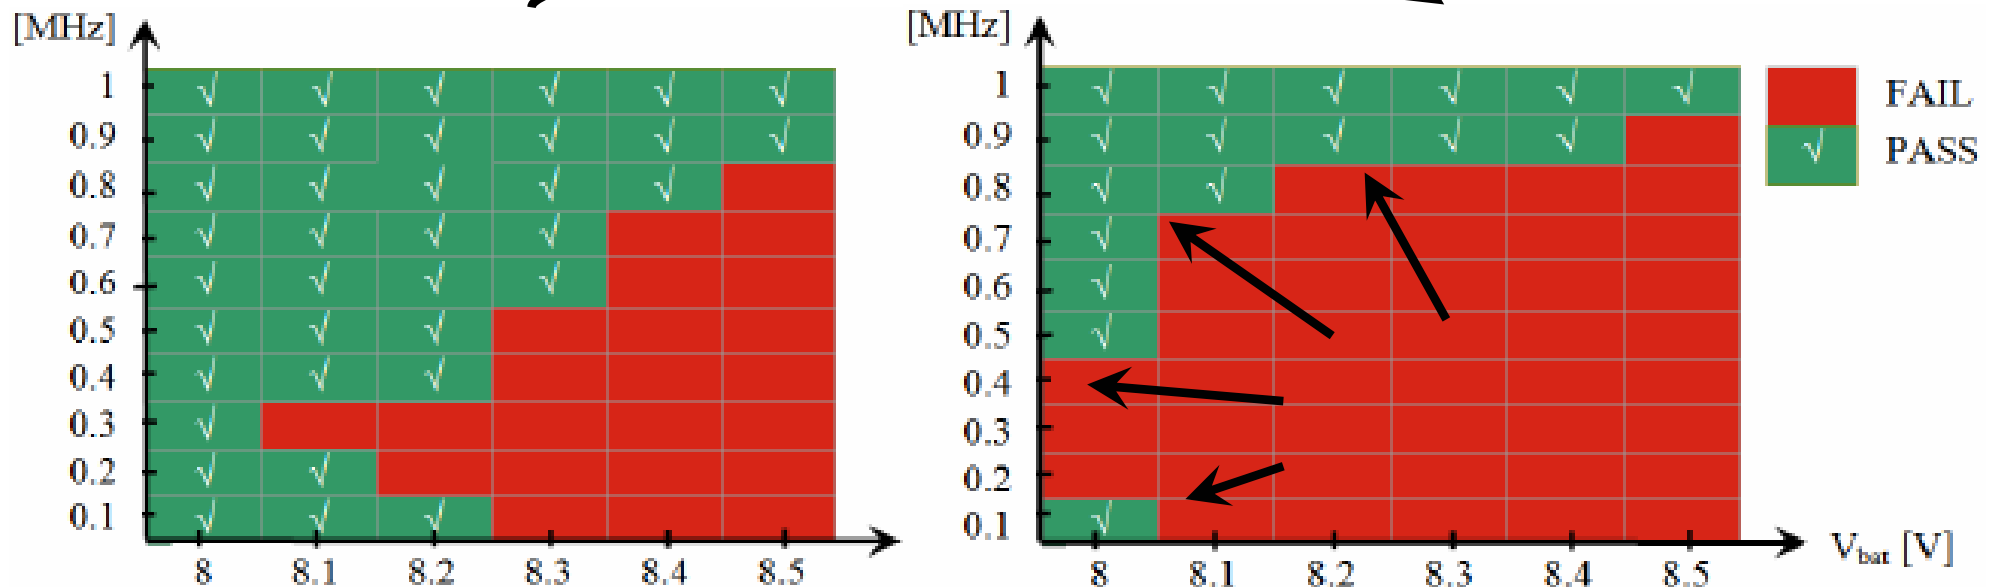 [MHz]
1 √ √ √ √ √ √
0.9 √ √ √ √ √ √
0.8 √ √ √ √ √
0.7 √ √ √ √
0.6 √ √ √ √
0.5 √ √ √
0.4 √ √ √
0.3 √
0.2 √ √
0.1 √ √ √
8 8.1 8.2 8.3 8.4 8.5
[MHz]
1 √ √ √ √ √ √
0.9 √ √ √ √ √
0.8 √ √
0.7 √
0.6 √
0.5 √
0.4
0.3
0.2
0.1 √
8 8.1 8.2 8.3 8.4 8.5
Vbat [V]
FAIL
√ PASS